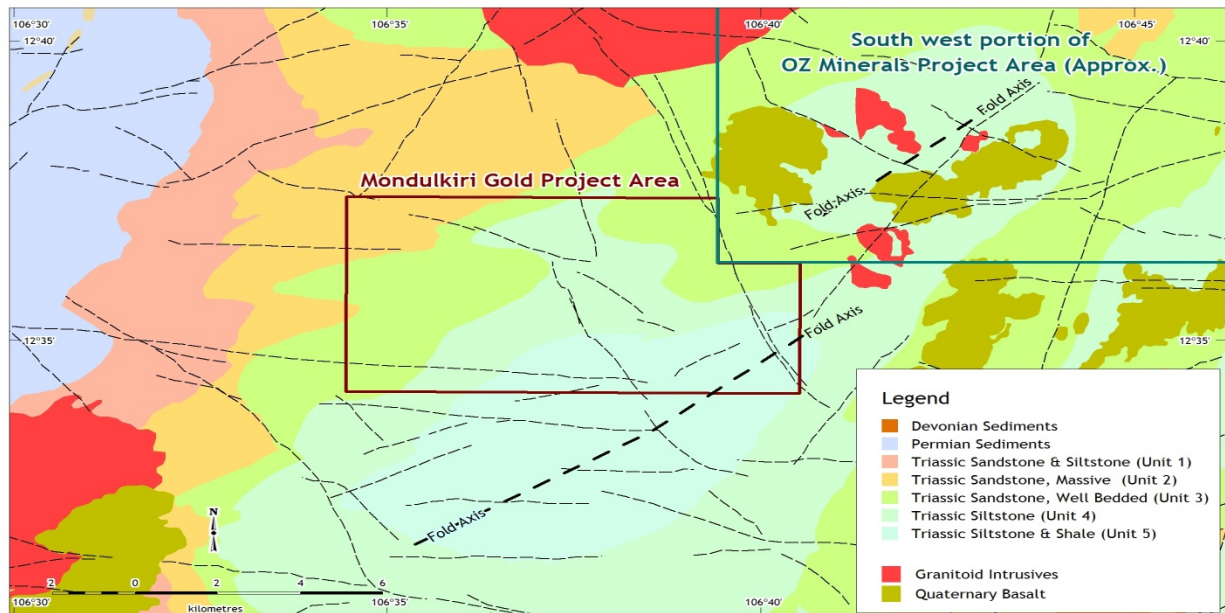 106°30'
106°35'
106°40'
106°45'
12°40'
12°40'
South west portion of
OZ Minerals Project Area (Approx.)
Fold Axis
Mondulkiri Gold Project Area
Fold Axis
Fold Axis
12°35'
12°35'
Fold Axis
Legend
Devonian Sediments
Permian Sediments
Triassic Sandstone & Siltstone (Unit 1)
Triassic Sandstone, Massive (Unit 2)
Triassic Sandstone, Well Bedded (Unit 3)
Triassic Siltstone (Unit 4)
Triassic Siltstone & Shale (Unit 5)
Granitoid Intrusives
Quaternary Basalt
N
2 0 2 4 6
kilometres
106°30'
106°35'
106°40'